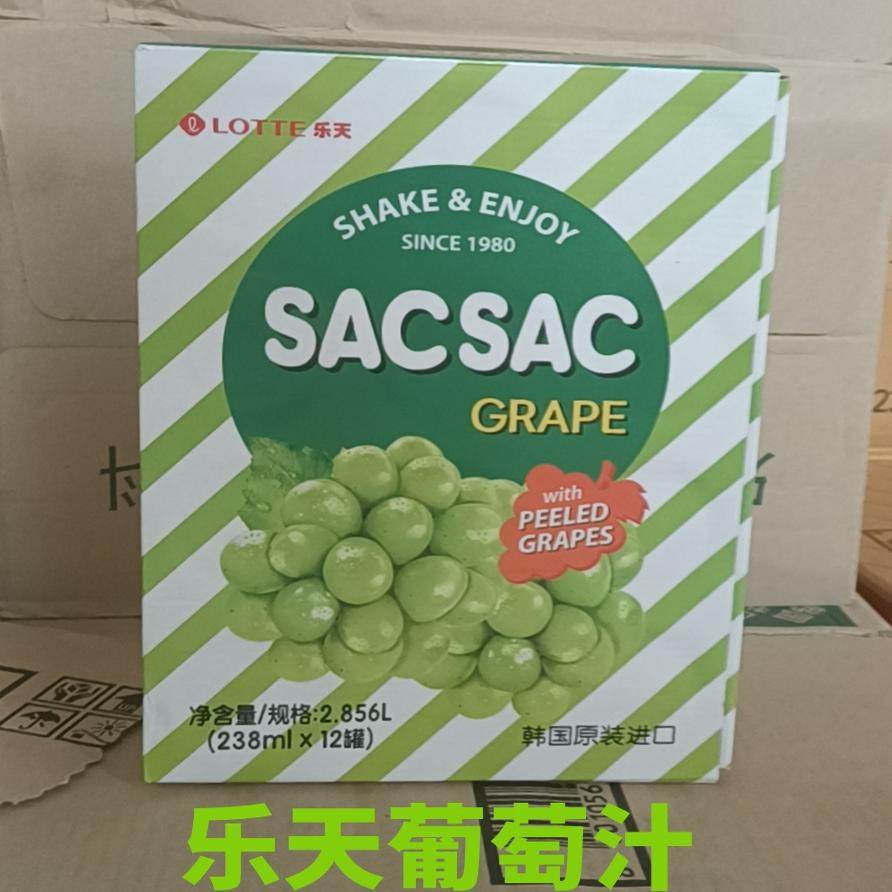 LOTTE 乐天
SHAKE & ENJOY
SINCE 1980
SACSAC
GRAPE
with
PEELED
GRAPES
净含量/规格:2.856L
(238ml x 12罐)
韩国原装进口
乐天葡萄汁